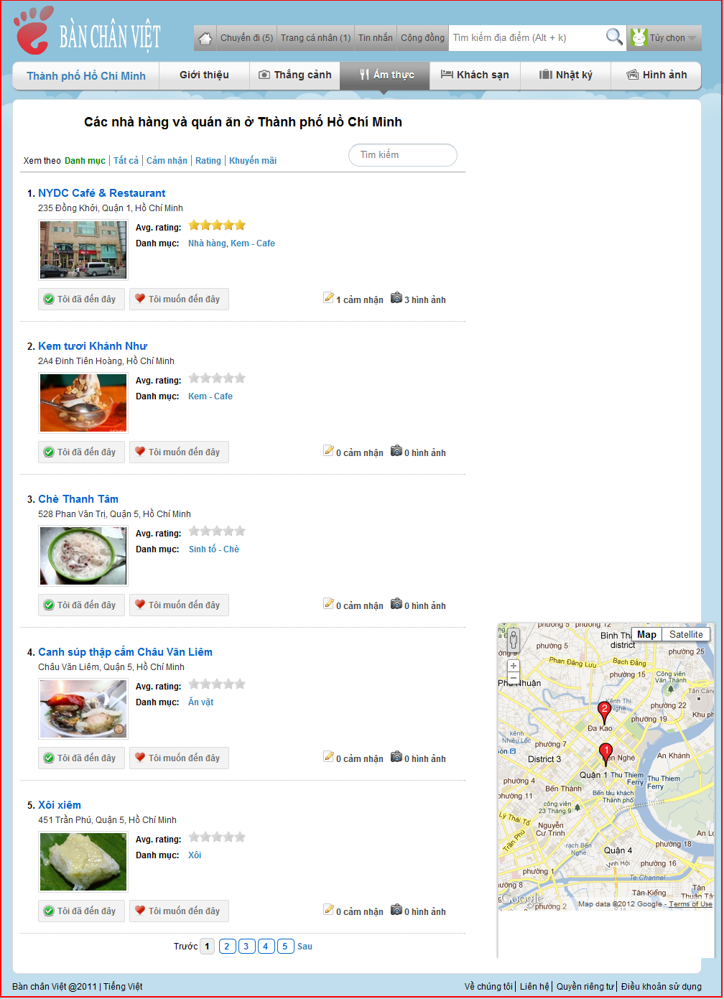 BÀN CHÂN VIỆT
Chuyến đi (5) Trang cá nhân (1) Tin nhắn Cộng đồng Tìm kiếm địa điểm (Alt + k) Tùy chọn
Thành phố Hồ Chí Minh Giới thiệu Thắng cảnh Ẩm thực Khách sạn Nhật ký Hình ảnh
Các nhà hàng và quán ăn ở Thành phố Hồ Chí Minh
Tìm kiếm
Xem theo Danh mục | Tất cả | Cảm nhận | Rating | Khuyến mãi
1. NYDC Café & Restaurant
235 Đồng Khởi, Quận 1, Hồ Chí Minh
Avg. rating:
Danh mục: Nhà hàng, Kem - Cafe
Tôi đã đến đây Tôi muốn đến đây 1 cảm nhận 3 hình ảnh
2. Kem tươi Khánh Như
2A4 Đinh Tiên Hoàng, Hồ Chí Minh
Avg. rating:
Danh mục: Kem - Cafe
Tôi đã đến đây Tôi muốn đến đây 0 cảm nhận 0 hình ảnh
3. Chè Thanh Tâm
528 Phan Văn Trị, Quận 5, Hồ Chí Minh
Avg. rating:
Danh mục: Sinh tố - Chè
Tôi đã đến đây Tôi muốn đến đây 0 cảm nhận 0 hình ảnh
4. Canh súp thập cẩm Châu Văn Liêm
Châu Văn Liêm, Quận 5, Hồ Chí Minh
Avg. rating:
Danh mục: Ăn vặt
Tôi đã đến đây Tôi muốn đến đây 0 cảm nhận 0 hình ảnh
5. Xôi xiêm
451 Trần Phú, Quận 5, Hồ Chí Minh
Avg. rating:
Danh mục: Xôi
Tôi đã đến đây Tôi muốn đến đây 0 cảm nhận 0 hình ảnh
Trước 1 2 3 4 5 Sau
phường 5 phường 12
Map Satellite
Bình Th
district
phường 25
Phan Đăng Lưu
Bạch Đằng
phường 15
Công viên
Văn Thánh
Phú Nhuận
Tân Cảng
Kênh Thị
Nghè
phường 22
2
phường 19
Khu ph
Đa Kao
kênh
Nhiêu Lốc
phường 7
1
District 3
Bến Nghé
An Khánh
Quận 1
Thu Thiem
Ferry
Thu Thiem
Ferry
phường 4
Bến Thành
phường 11
Bến tàu khách
Thành phố
công viên
23 Tháng 9
Lý Thái Tổ
Nguyễn
Cư Trinh
An Lo
Trần Phú
rạch Bến
Nghé
Quận 4
nh Hội
phường 16
phường 1
Te Channel
phường 8
Tân Kiểng
Tân
Thuận Tâ
Google
phường 2
Map data ©2012 Google - Terms of Use
Bàn chân Việt @2011 | Tiếng Việt
Về chúng tôi | Liên hệ | Quyền riêng tư | Điều khoản sử dụng